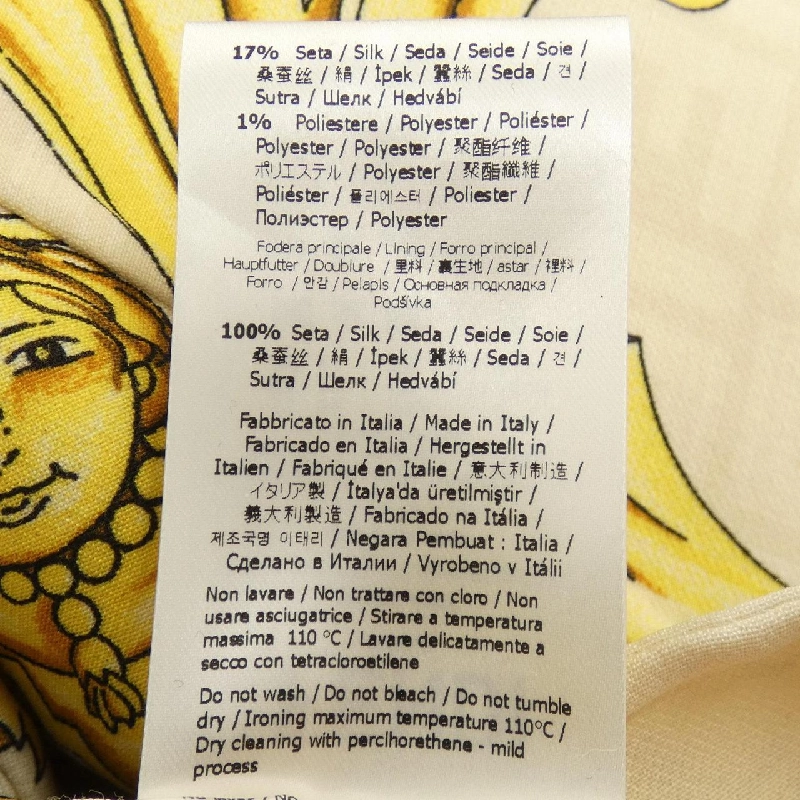 17% Seta / Silk / Seda / Seide / Soie /
桑蚕丝 / 絹 / İpek / 蠶絲 / Seda / 견 /
Sutra / Шелк / Hedvábí
1% Poliestere / Polyester / Poliéster /
Polyester / Polyester / 聚酯纤维 /
ポリエステル / Polyester / 聚酯纖維 /
Poliéster / 폴리에스터 / Poliester /
Полиэстер / Polyester
Fodera principale / Lining / Forro principal /
Hauptfutter / Doublure / 里料 / 裏生地 / astar / 裡料 /
Forro / 안감 / Pelapis / Основная подкладка /
Podšívka
100% Seta / Silk / Seda / Seide / Soie /
桑蚕丝 / 絹 / İpek / 蠶絲 / Seda / 견 /
Sutra / Шелк / Hedvábí
Fabbricato in Italia / Made in Italy /
Fabricado en Italia / Hergestellt in
Italien / Fabriqué en Italie / 意大利制造 /
イタリア製 / İtalya'da üretilmiştir /
義大利製造 / Fabricado na Itália /
제조국명 이태리 / Negara Pembuat : Italia /
Сделано в Италии / Vyrobeno v Itálii
Non lavare / Non trattare con cloro / Non
usare asciugatrice / Stirare a temperatura
massima 110 °C / Lavare delicatamente a
secco con tetracloroetilene
Do not wash / Do not bleach / Do not tumble
dry / Ironing maximum temperature 110°C /
Dry cleaning with perclhorethene - mild
process